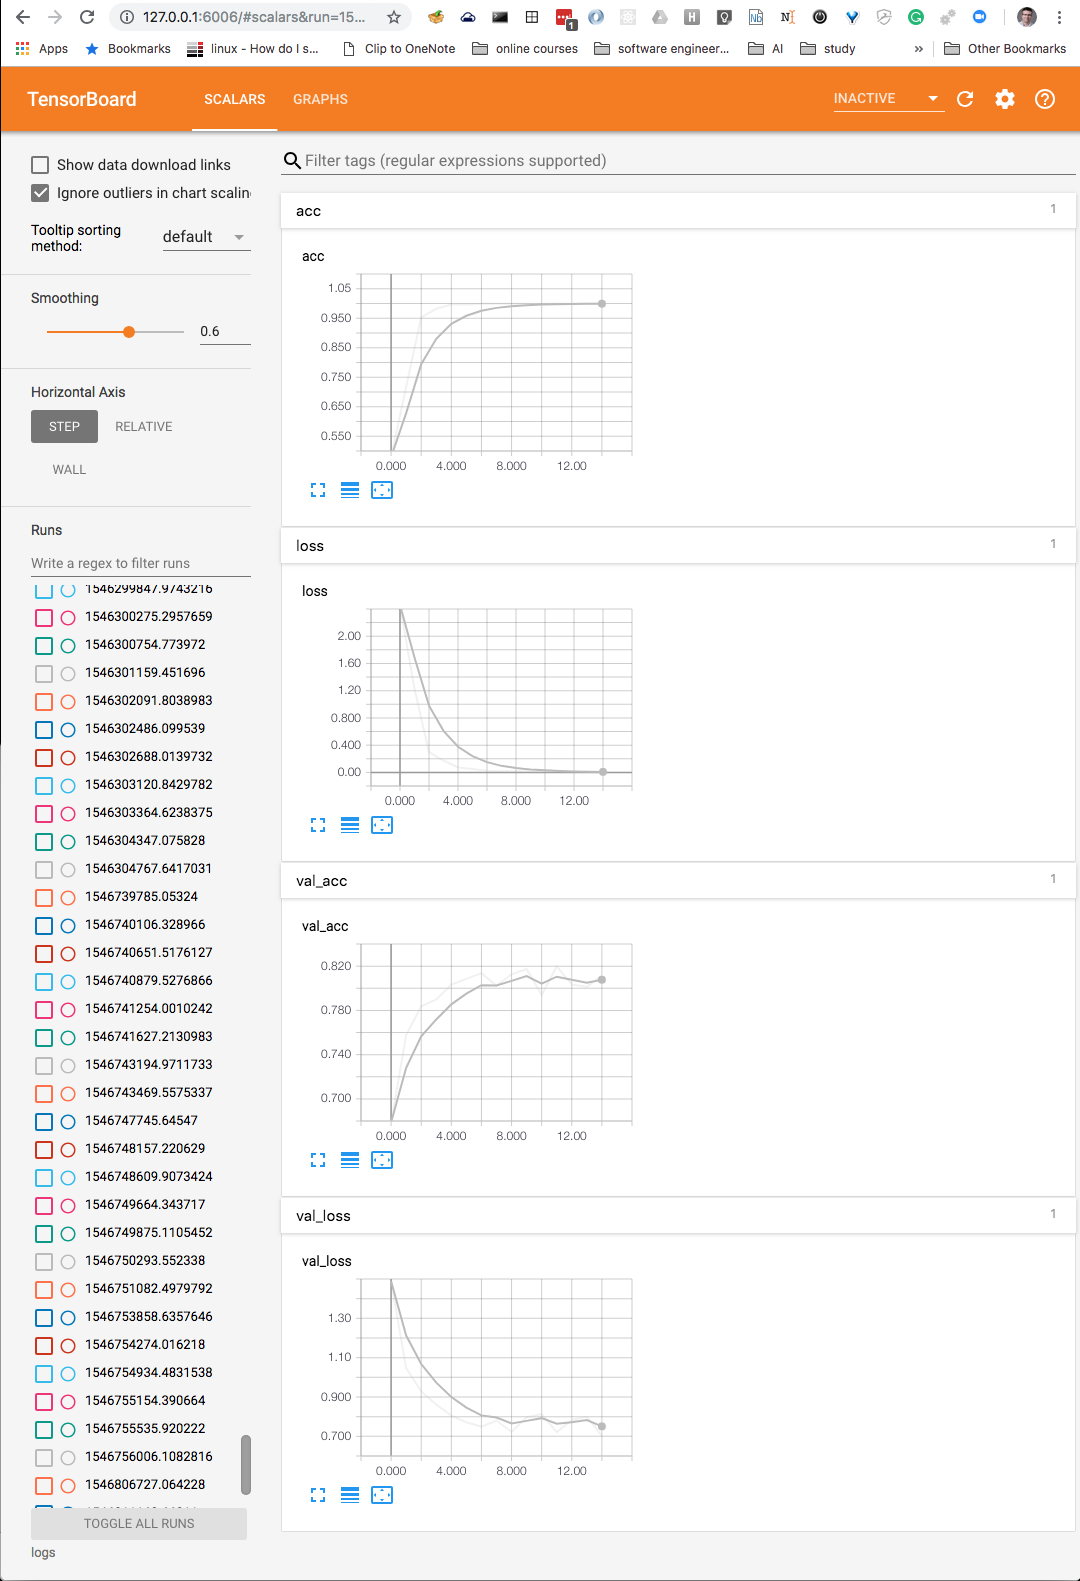 127.0.0.1:6006/#scalars&run=15...
1
Apps
Bookmarks
linux - How do I s...
Clip to OneNote
online courses
software engineer...
AI
study
»
Other Bookmarks
TensorBoard
SCALARS
GRAPHS
INACTIVE
Show data download links
Ignore outliers in chart scalin
Tooltip sorting
method:
default
Smoothing
0.6
Horizontal Axis
STEP
RELATIVE
WALL
Runs
Write a regex to filter runs
1546299847.9743216
1546300275.2957659
1546300754.773972
1546301159.451696
1546302091.8038983
1546302486.099539
1546302688.0139732
1546303120.8429782
1546303364.6238375
1546304347.075828
1546304767.6417031
1546739785.05324
1546740106.328966
1546740651.5176127
1546740879.5276866
1546741254.0010242
1546741627.2130983
1546743194.9711733
1546743469.5575337
1546747745.64547
1546748157.220629
1546748609.9073424
1546749664.343717
1546749875.1105452
1546750293.552338
1546751082.4979792
1546753858.6357646
1546754274.016218
1546754934.4831538
1546755154.390664
1546755535.920222
1546756006.1082816
1546806727.064228
TOGGLE ALL RUNS
logs
Filter tags (regular expressions supported)
acc
1
acc
1.05
0.950
0.850
0.750
0.650
0.550
0.000 4.000 8.000 12.00
loss
1
loss
2.00
1.60
1.20
0.800
0.400
0.00
0.000 4.000 8.000 12.00
val_acc
1
val_acc
0.820
0.780
0.740
0.700
0.000 4.000 8.000 12.00
val_loss
1
val_loss
1.30
1.10
0.900
0.700
0.000 4.000 8.000 12.00